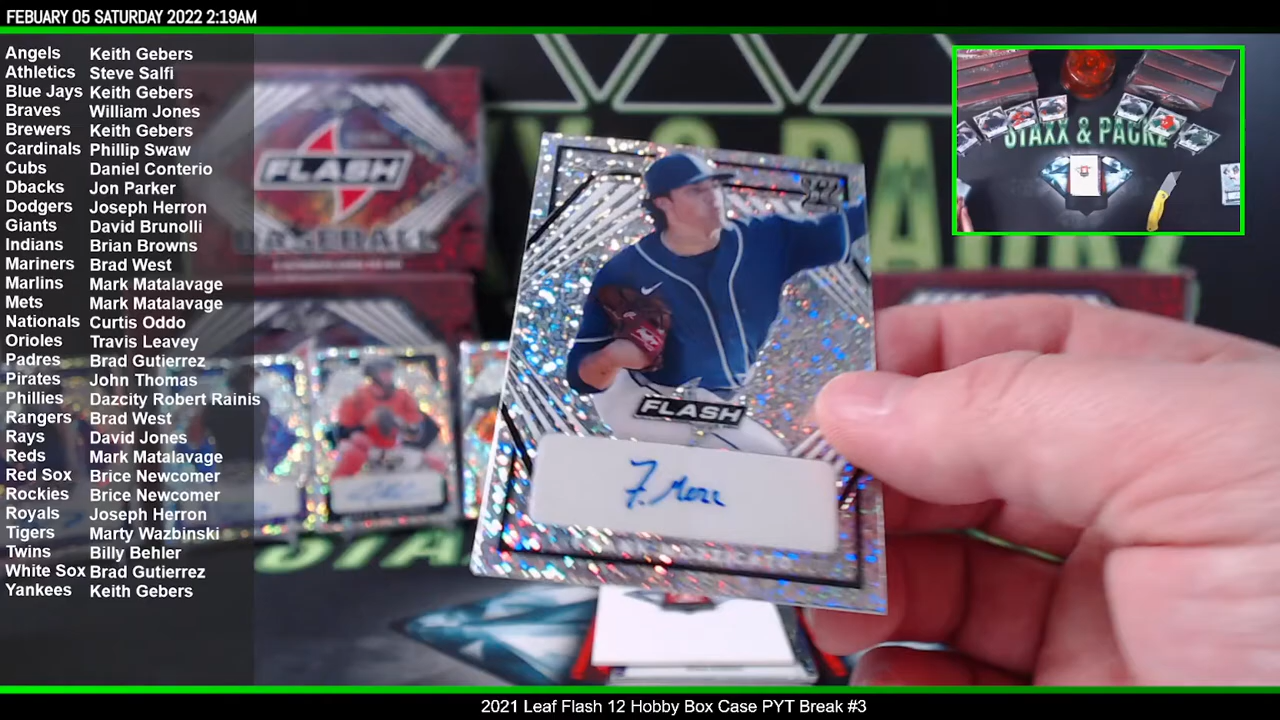 FEBUARY 05 SATURDAY 2022 2:19AM
Angels Keith Gebers
Athletics Steve Salfi
Blue Jays Keith Gebers
Braves William Jones
Brewers Keith Gebers
Cardinals Phillip Swaw
Cubs Daniel Conterio
Dbacks Jon Parker
Dodgers Joseph Herron
Giants David Brunolli
Indians Brian Browns
Mariners Brad West
Marlins Mark Matalavage
Mets Mark Matalavage
Nationals Curtis Oddo
Orioles Travis Leavey
Padres Brad Gutierrez
Pirates John Thomas
Phillies Dazcity Robert Rainis
Rangers Brad West
Rays David Jones
Reds Mark Matalavage
Red Sox Brice Newcomer
Rockies Brice Newcomer
Royals Joseph Herron
Tigers Marty Wazbinski
Twins Billy Behler
White Sox Brad Gutierrez
Yankees Keith Gebers
FLASH
BASEBALL
STAXX & PACKZ
FLASH
2021 Leaf Flash 12 Hobby Box Case PYT Break #3